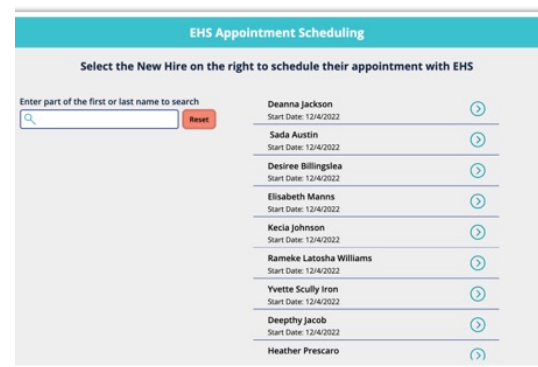 EHS Appointment Scheduling
Select the New Hire on the right to schedule their appointment with EHS
Enter part of the first or last name to search
Reset
Deanna Jackson
Start Date: 12/4/2022
Sada Austin
Start Date: 12/4/2022
Desiree Billingslea
Start Date: 12/4/2022
Elisabeth Manns
Start Date: 12/4/2022
Kecia Johnson
Start Date: 12/4/2022
Rameke Latosha Williams
Start Date: 12/4/2022
Yvette Scully Iron
Start Date: 12/4/2022
Deepthy Jacob
Start Date: 12/4/2022
Heather Prescaro